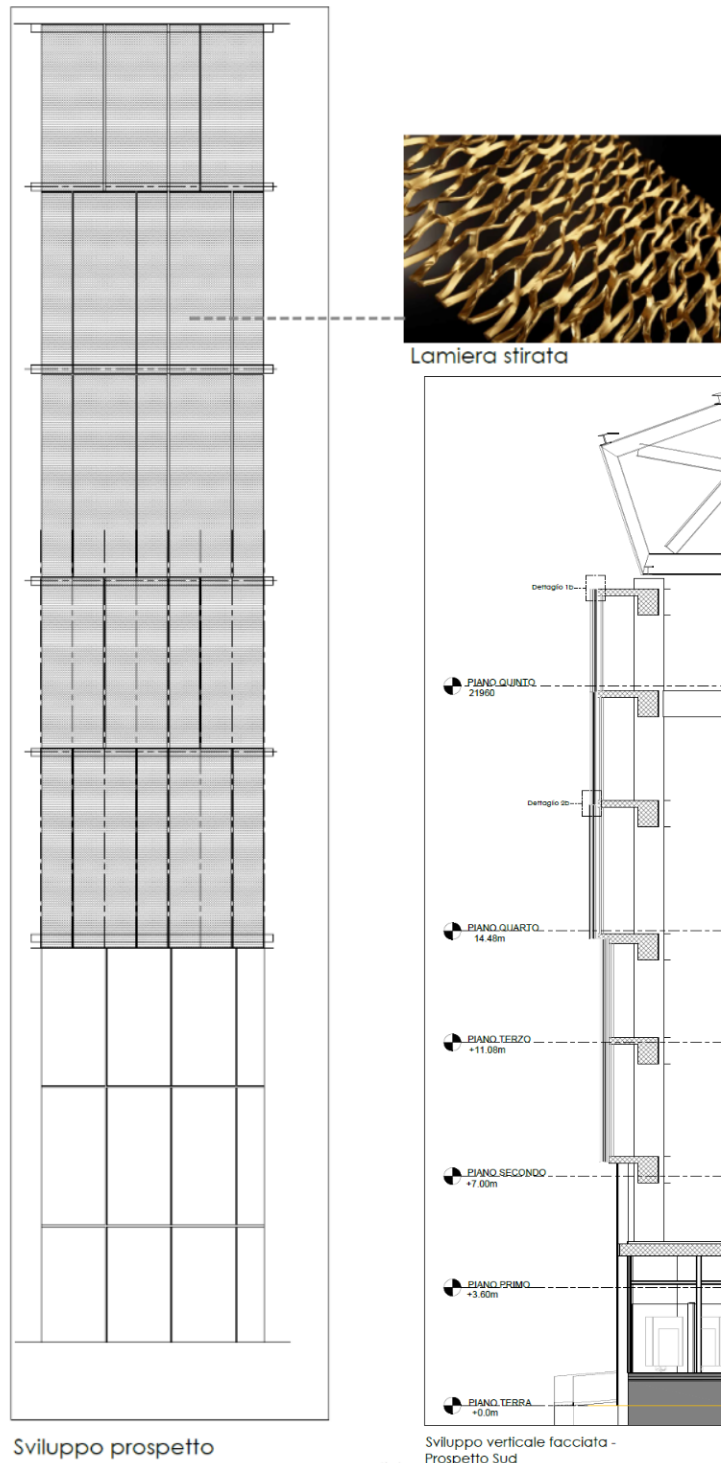 Lamiera stirata
Dettaglio 1b
PIANO QUINTO
21960
Dettaglio 2b
PIANO QUARTO
14.48m
PIANO TERZO
+11.08m
PIANO SECONDO
+7.00m
PIANO PRIMO
+3.60m
PIANO TERRA
+0.0m
Sviluppo prospetto
Sviluppo verticale facciata -
Prospetto Sud